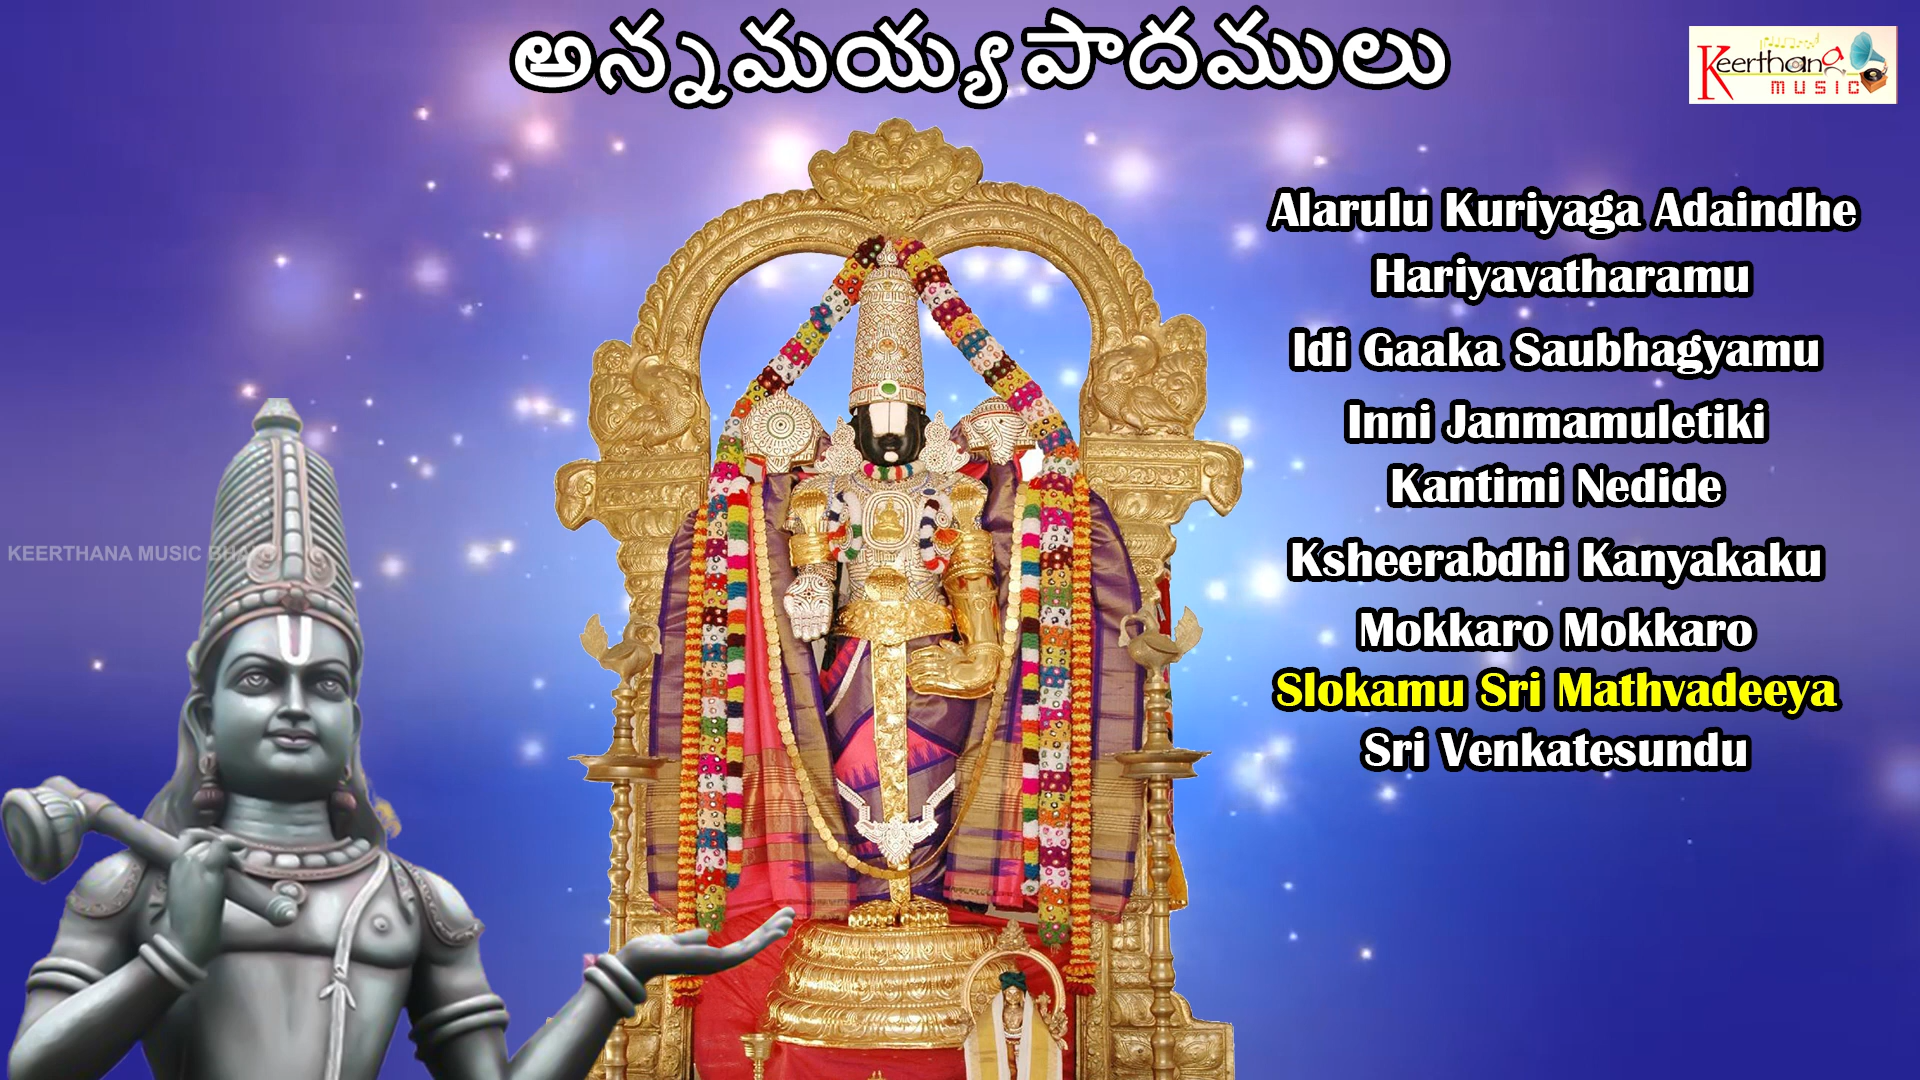 అన్నమయ్య పాదములు
Keerthana
MUSIC
Alarulu Kuriyaga Adaindhe
Hariyavatharamu
Idi Gaaka Saubhagyamu
Inni Janmamuletiki
Kantimi Nedide
KEERTHANA MUSIC BHA
Ksheerabdhi Kanyakaku
Mokkaro Mokkaro
Slokamu Sri Mathvadeeya
Sri Venkatesundu